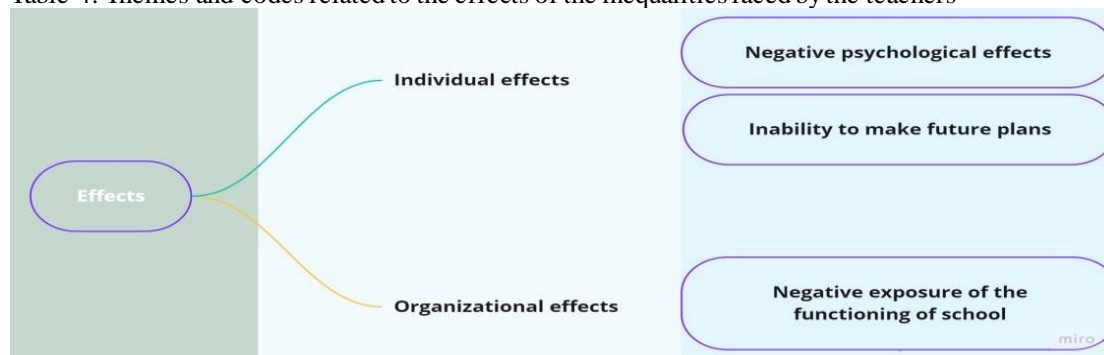 Table 4. Themes and codes related to the effects of the inequalities faced by the teachers
Effects
Individual effects
Negative psychological effects
Inability to make future plans
Organizational effects
Negative exposure of the
functioning of school
miro